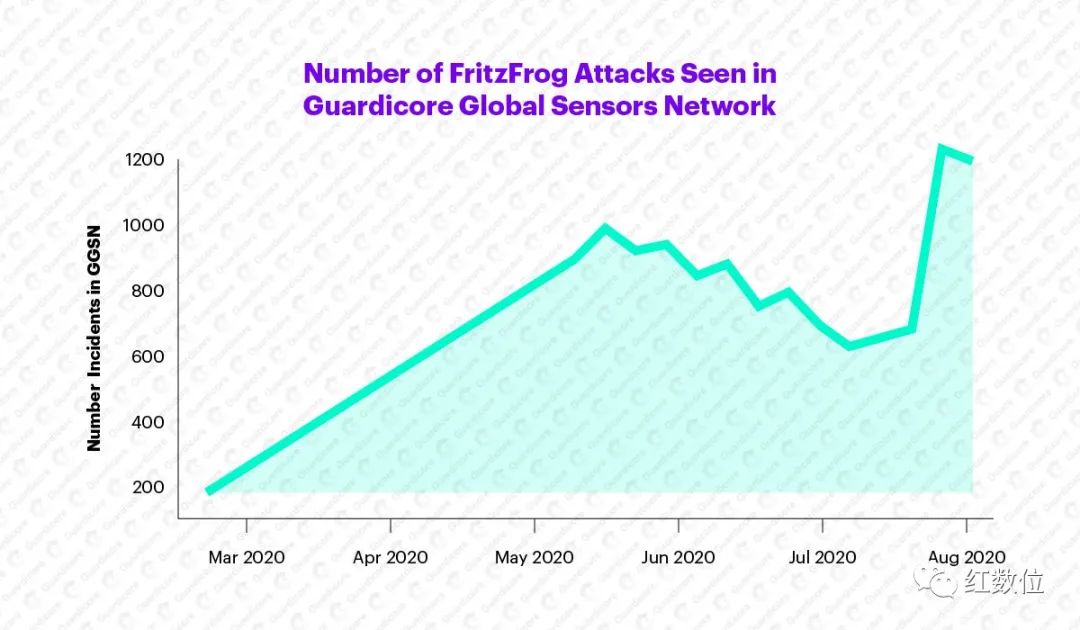 Number of FritzFrog Attacks Seen in
Guardicore Global Sensors Network
Number Incidents in GGSN
1200
1000
800
600
400
200
Mar 2020
Apr 2020
May 2020
Jun 2020
Jul 2020
Aug 2020
红数位